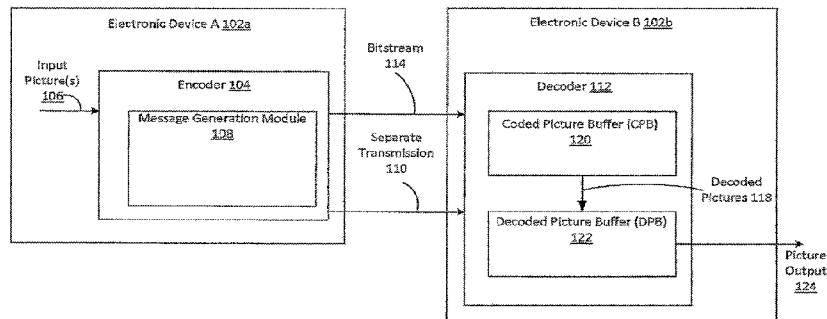 Electronic Device A 102a
Electronic Device B 102b
Input
Picture(s)
106
Encoder 104
Message Generation Module
108
Bitstream
114
Separate
Transmission
110
Decoder 112
Coded Picture Buffer (CPB)
120
Decoded
Pictures 118
Decoded Picture Buffer (DPB)
122
Picture
Output
124